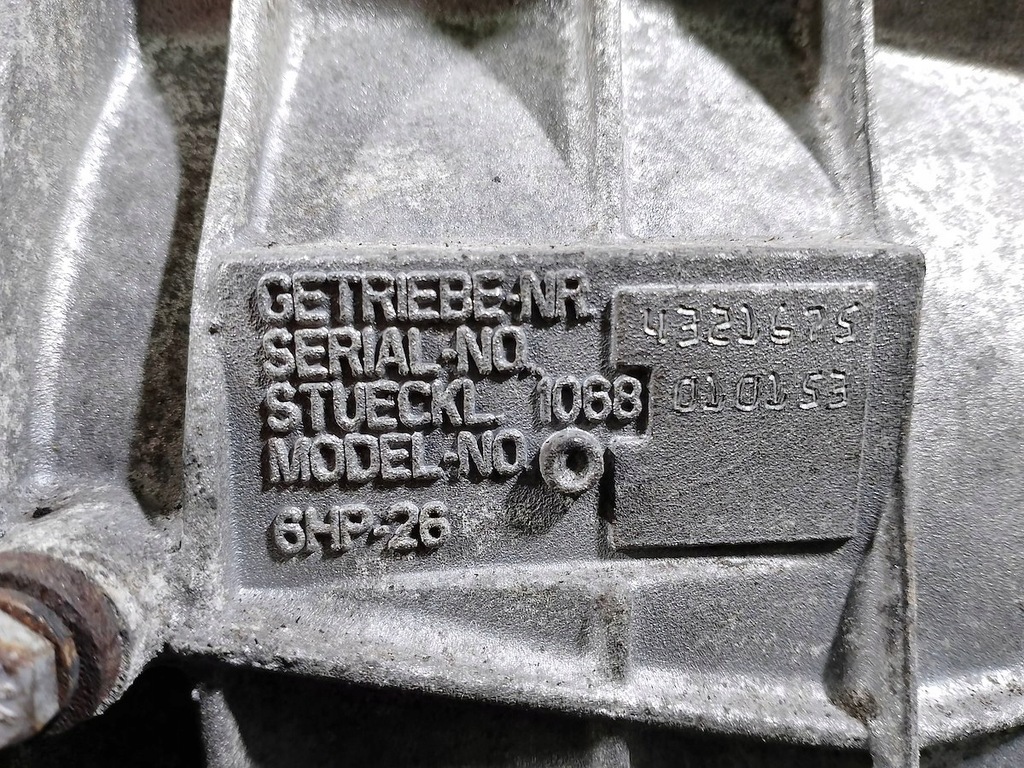 GETRIEBE-NR. 4321675
SERIAL-NO.
STUECKL. 1068 010153
MODEL-NO
6HP-26